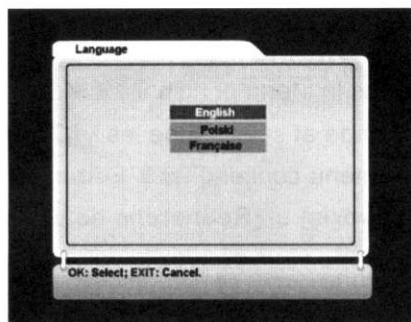 Language
English
Polski
Française
OK: Select; EXIT: Cancel.